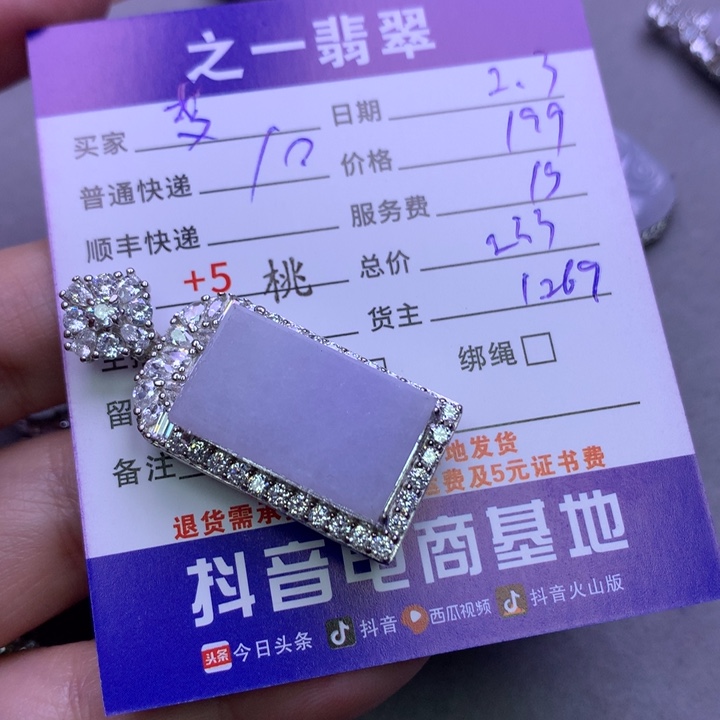 之一翡翠
买家 梦 日期 2.3
普通快递 10 价格 199
顺丰快递 服务费 15
+5 桃 总价 233
货主 1269
绑绳
留
备注 地发货
费及5元证书费
退货需承
抖音电商基地
头条 今日头条 抖音 西瓜视频 抖音火山版